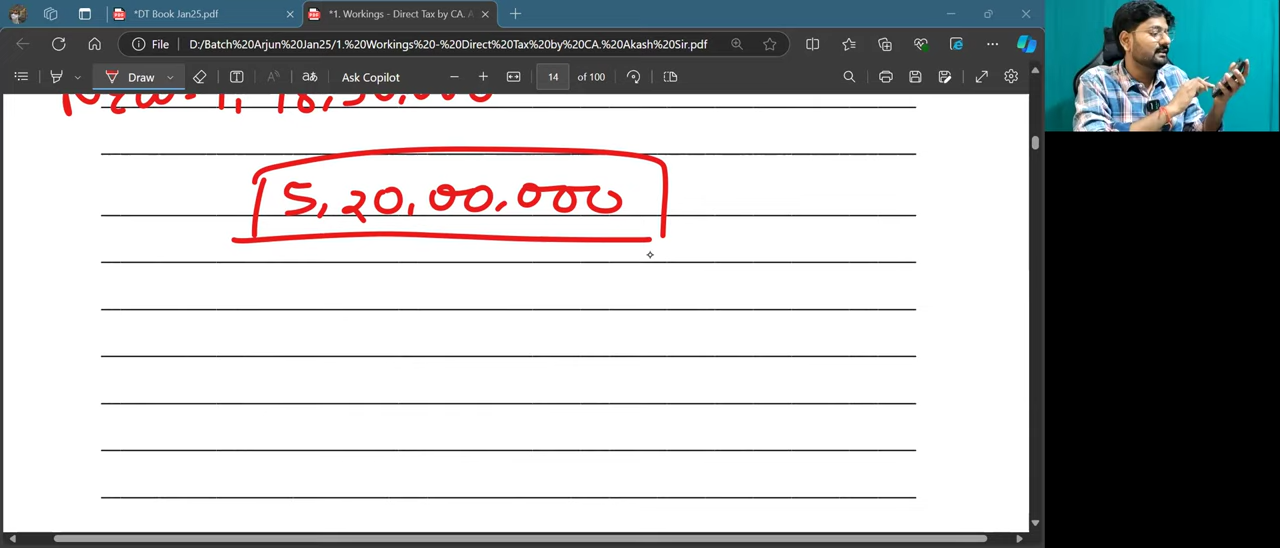 *DT Book Jan25.pdf
*1. Workings - Direct Tax by CA. A
File
D:/Batch%20Arjun%20Jan25/1.%20Workings%20-%20Direct%20Tax%20by%20CA.%20Akash%20Sir.pdf
Draw
Ask Copilot
14 of 100
5,20,00,000